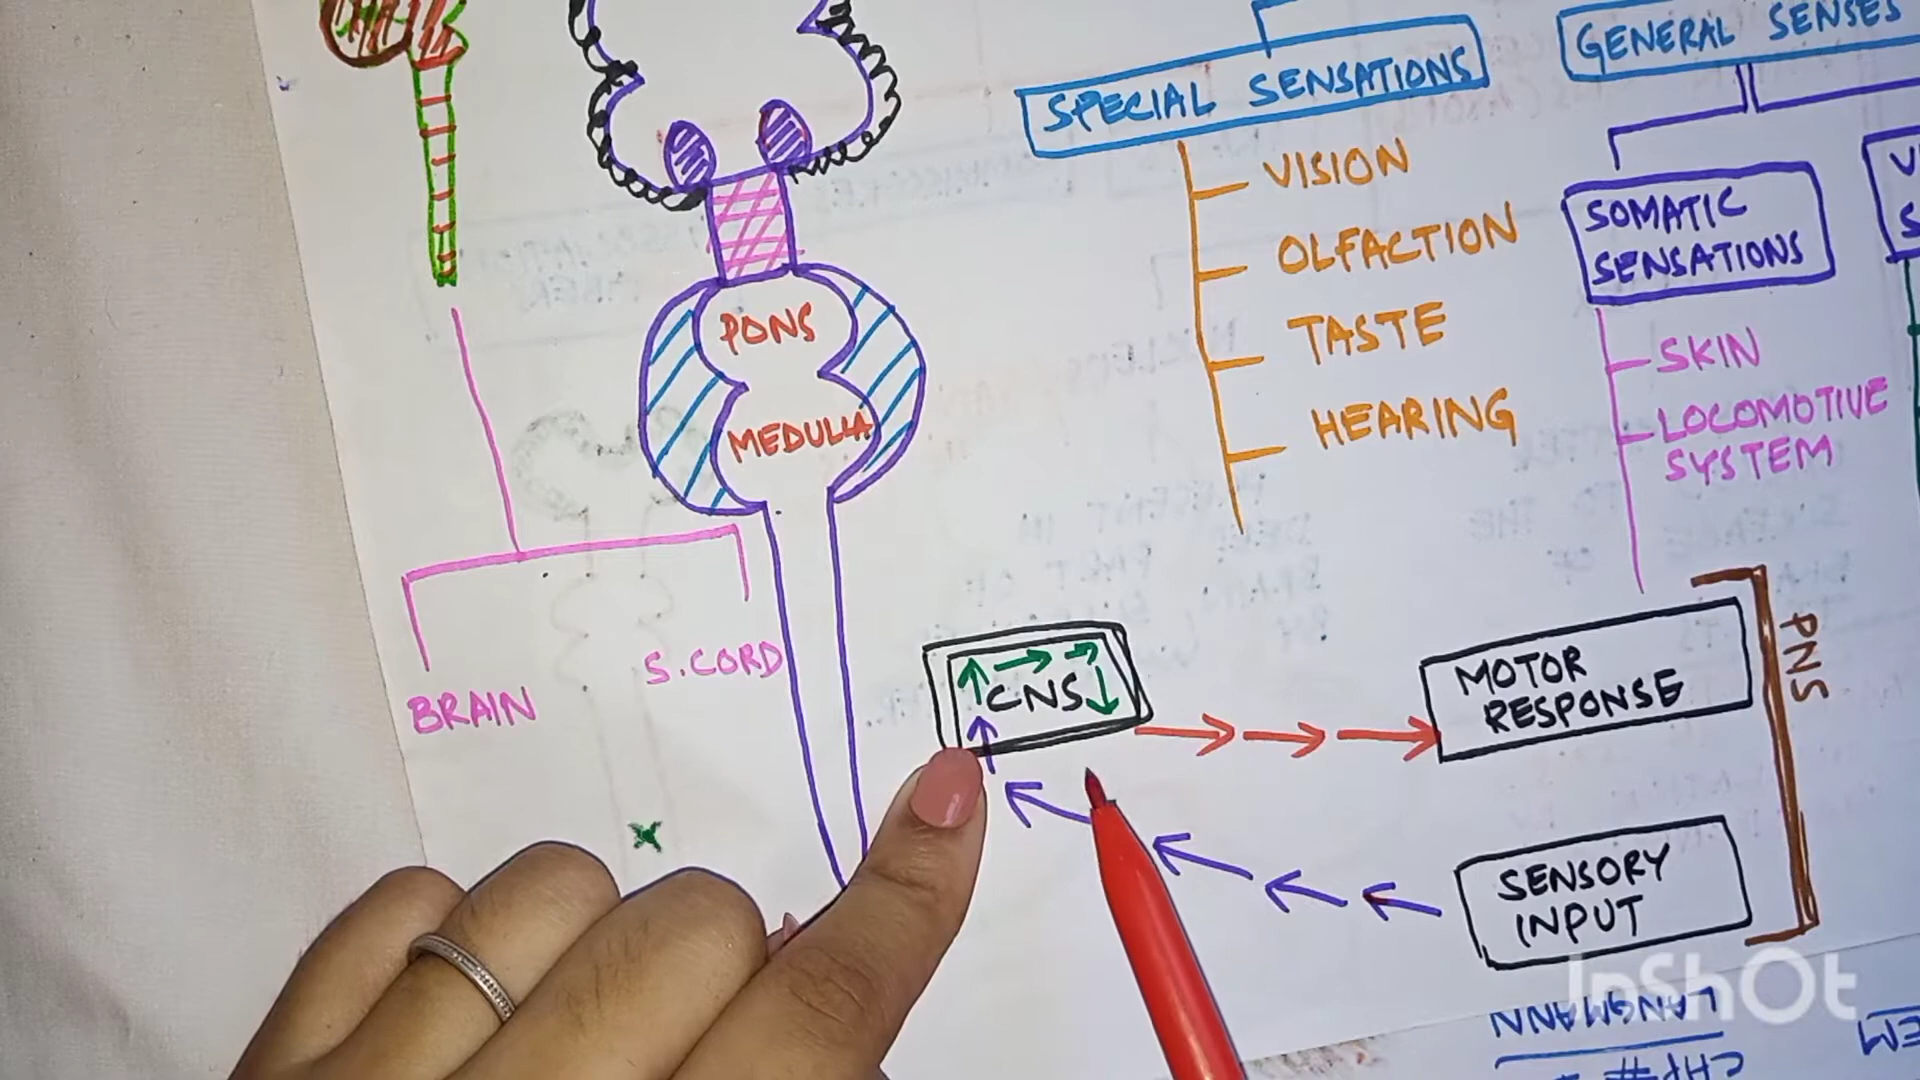 SPECIAL SENSATIONS
VISION
OLFACTION
TASTE
HEARING
GENERAL SENSES
SOMATIC
SENSATIONS
SKIN
LOCOMOTIVE
SYSTEM
PONS
MEDULLA
BRAIN
S. CORD
CNS
MOTOR
RESPONSE
SENSORY
INPUT
PNS
InShOt
LANGMANN